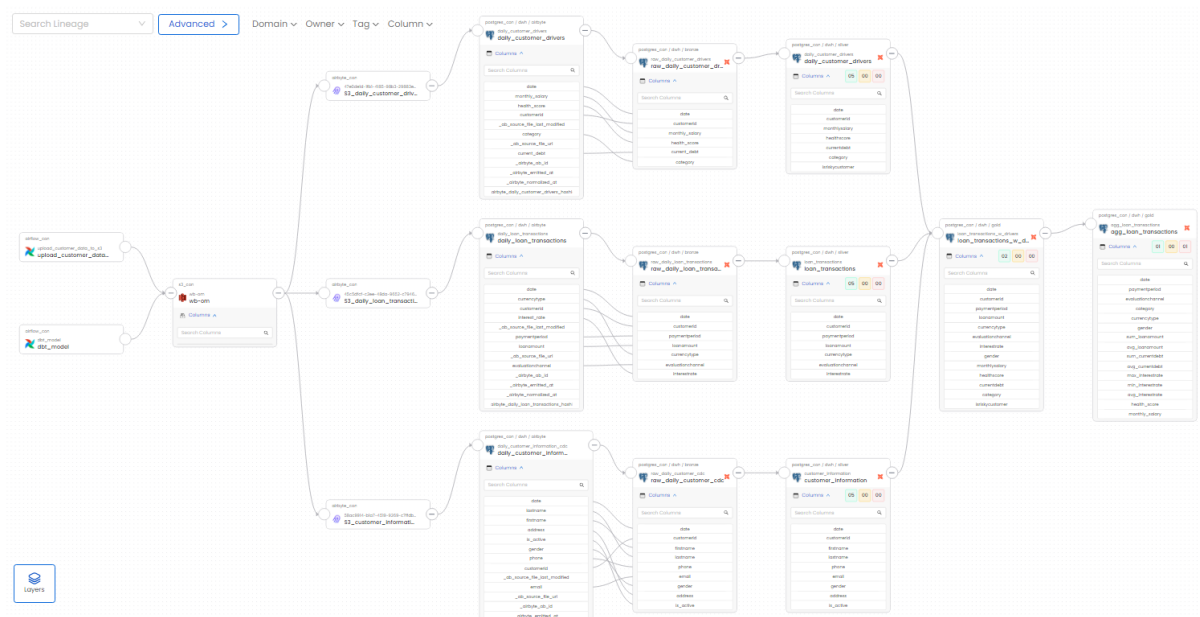 Search Lineage
Advanced
Domain
Owner
Tag
Column
airflow_con
upload_customer_data_to_s3
upload_customer_data...
airflow_con
dbt_model
dbt_model
s3_con
wb-om
wb-om
Columns
Search Columns
airbyte_con
S3_daily_customer_driv...
airbyte_con
S3_daily_loan_transacti...
airbyte_con
S3_customer_informati...
postgres_con / dwh / airbyte
daily_customer_drivers
daily_customer_drivers
Columns
Search Columns
date
monthly_salary
health_score
customerid
_ab_source_file_last_modified
category
_ab_source_file_url
current_debt
_airbyte_ab_id
_airbyte_emitted_at
_airbyte_normalized_at
airbyte_daily_customer_drivers_hashi
postgres_con / dwh / airbyte
daily_loan_transactions
daily_loan_transactions
Columns
Search Columns
date
currencytype
customerid
interest_rate
_ab_source_file_last_modified
paymentperiod
loanamount
_ab_source_file_url
evaluationchannel
_airbyte_ab_id
_airbyte_emitted_at
_airbyte_normalized_at
airbyte_daily_loan_transactions_hashi
postgres_con / dwh / airbyte
daily_customer_information_cdc
daily_customer_inform...
Columns
Search Columns
date
lastname
firstname
address
is_active
gender
phone
customerid
_ab_source_file_last_modified
email
_ab_source_file_url
_airbyte_ab_id
_airbyte_emitted_at
postgres_con / dwh / bronze
raw_daily_customer_drivers
raw_daily_customer_dr...
Columns
Search Columns
date
customerid
monthly_salary
health_score
current_debt
category
postgres_con / dwh / bronze
raw_daily_loan_transactions
raw_daily_loan_transa...
Columns
Search Columns
date
customerid
paymentperiod
loanamount
currencytype
evaluationchannel
interestrate
postgres_con / dwh / bronze
raw_daily_customer_cdc
raw_daily_customer_cdc
Columns
Search Columns
date
customerid
firstname
lastname
phone
email
gender
address
is_active
postgres_con / dwh / silver
daily_customer_drivers
daily_customer_drivers
Columns
05 00 00
Search Columns
date
customerid
monthlysalary
healthscore
currentdebt
category
isriskycustomer
postgres_con / dwh / silver
loan_transactions
loan_transactions
Columns
05 00 00
Search Columns
date
customerid
paymentperiod
loanamount
currencytype
evaluationchannel
interestrate
postgres_con / dwh / silver
customer_information
customer_information
Columns
05 00 00
Search Columns
date
customerid
firstname
lastname
phone
email
gender
address
is_active
postgres_con / dwh / gold
loan_transactions_w_drivers
loan_transactions_w_d...
Columns
02 00 00
Search Columns
date
customerid
paymentperiod
loanamount
currencytype
evaluationchannel
interestrate
gender
monthlysalary
healthscore
currentdebt
category
isriskycustomer
postgres_con / dwh / gold
agg_loan_transactions
agg_loan_transactions
Columns
01 00 01
Search Columns
date
paymentperiod
evaluationchannel
category
currencytype
gender
sum_loanamount
avg_loanamount
sum_currentdebt
avg_currentdebt
max_interestrate
min_interestrate
avg_interestrate
health_score
monthly_salary
Layers